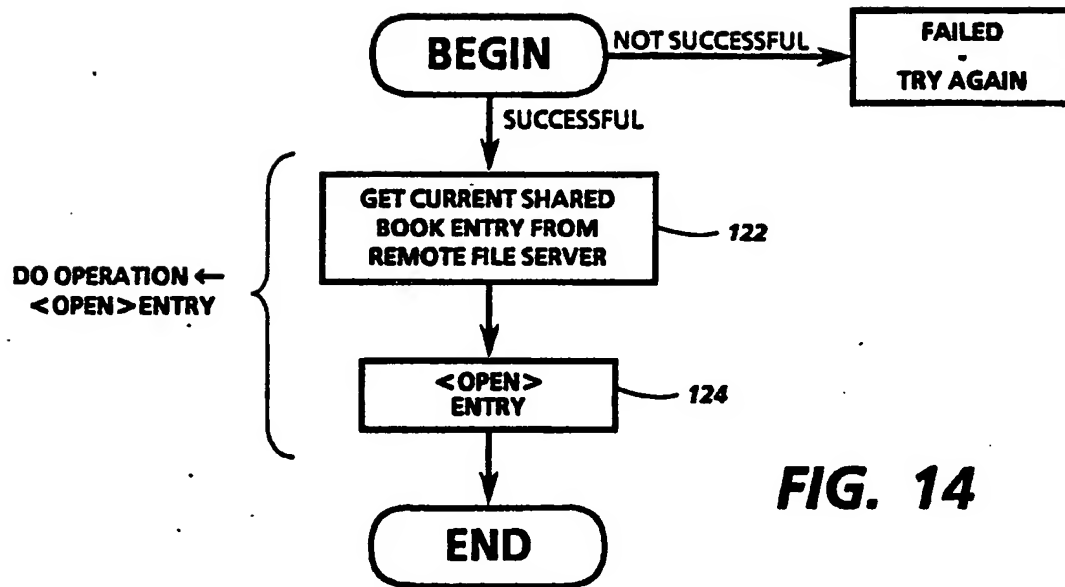 BEGIN
NOT SUCCESSFUL
FAILED
-
TRY AGAIN
SUCCESSFUL
GET CURRENT SHARED
BOOK ENTRY FROM
REMOTE FILE SERVER
122
DO OPERATION ←
<OPEN> ENTRY
<OPEN>
ENTRY
124
END
FIG. 14